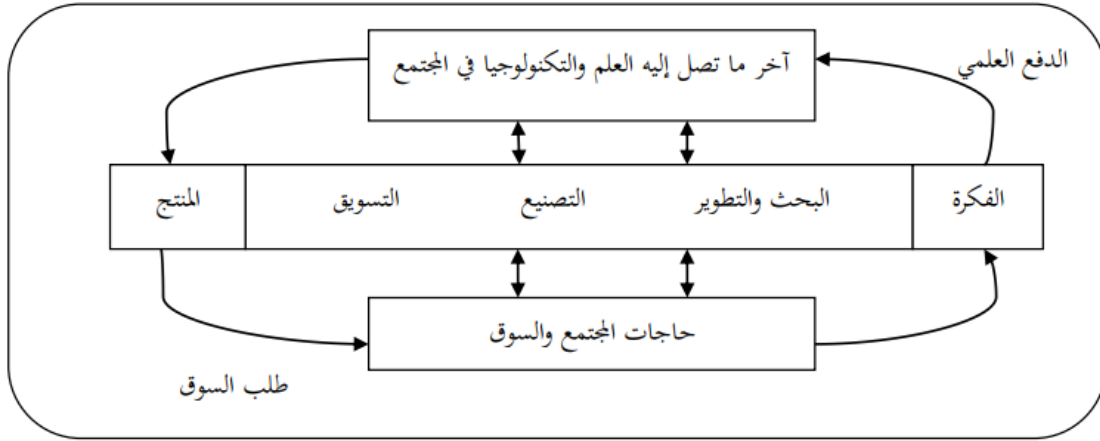 آخر ما تصل إليه العلم والتكنولوجيا في المجتمع
الدفع العلمي
الفكرة
البحث والتطوير
التصنيع
التسويق
المنتج
حاجات المجتمع والسوق
طلب السوق